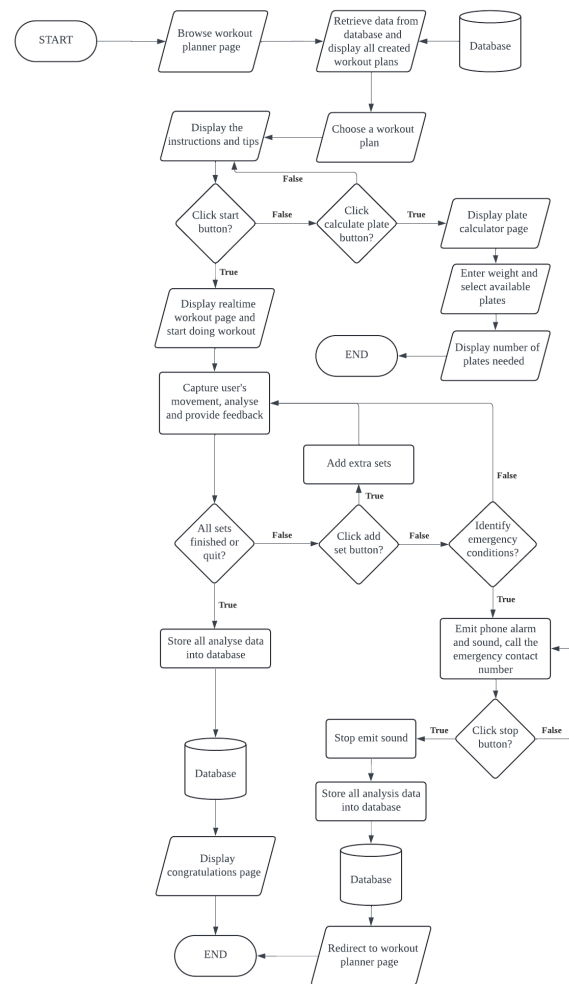 START
Browse workout
planner page
Retrieve data from
database and
display all created
workout plans
Database
Display the
instructions and tips
Choose a workout
plan
False
Click start
button?
False
Click
calculate plate
button?
True
Display plate
calculator page
True
Enter weight and
select available
plates
Display realtime
workout page and
start doing workout
END
Display number of
plates needed
Capture user's
movement, analyse
and provide feedback
Add extra sets
False
True
All sets
finished or
quit?
False
Click add
set button?
False
Identify
emergency
conditions?
True
True
Store all analyse data
into database
Emit phone alarm
and sound, call the
emergency contact
number
Stop emit sound
True
Click stop
button?
False
Database
Store all analysis data
into database
Display
congratulations page
Database
END
Redirect to workout
planner page